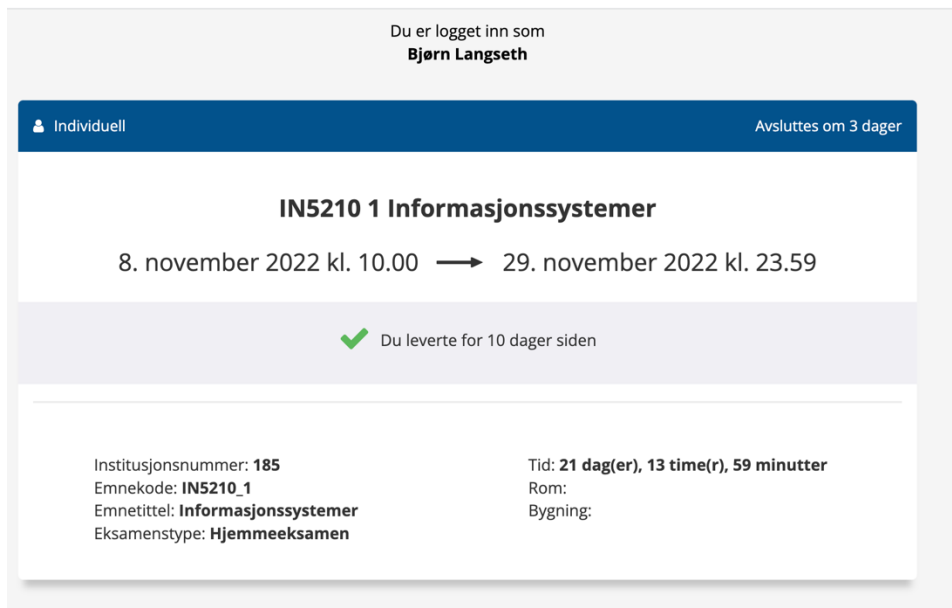 Du er logget inn som
Bjørn Langseth
Individuell
Avsluttes om 3 dager
IN5210 1 Informasjonssystemer
8. november 2022 kl. 10.00 → 29. november 2022 kl. 23.59
Du leverte for 10 dager siden
Institusjonsnummer: 185
Emnekode: IN5210_1
Emnetittel: Informasjonssystemer
Eksamenstype: Hjemmeeksamen
Tid: 21 dag(er), 13 time(r), 59 minutter
Rom:
Bygning: